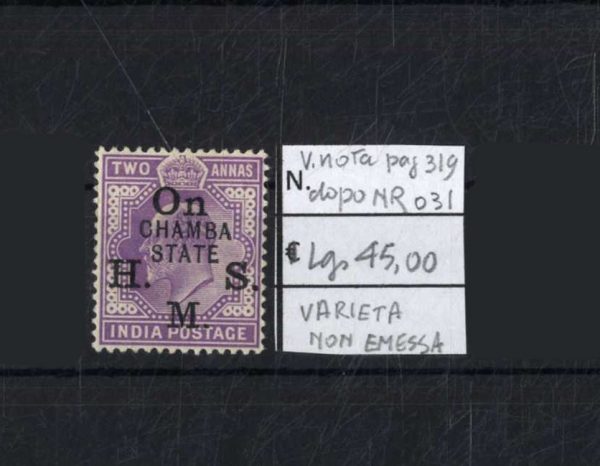 TWO ANNAS
On
CHAMBA
STATE
H. S.
M.
INDIA POSTAGE
V. nota pag 319
N. dopo NR 031
€ Lgs 45,00
VARIETA
NON EMESSA